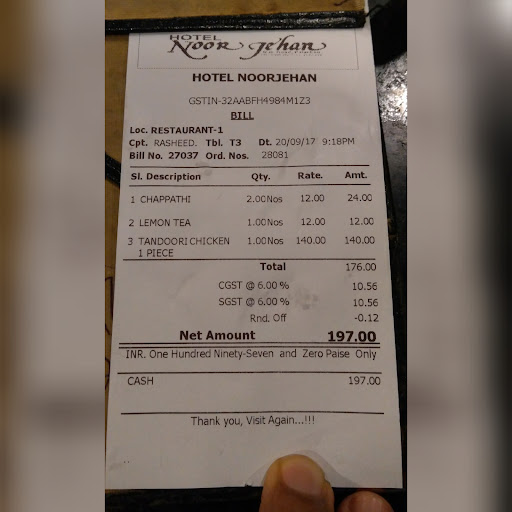 HOTEL
Noor Je'han
HOTEL NOORJEHAN
GSTIN-32AABFH4984M1Z3
BILL
Loc. RESTAURANT-1
Cpt. RASHEED. Tbl. T3 Dt. 20/09/17 9:18PM
Bill No. 27037 Ord. Nos. 28081
Sl. Description Qty. Rate. Amt.
1 CHAPPATHI 2.00Nos 12.00 24.00
2 LEMON TEA 1.00Nos 12.00 12.00
3 TANDOORI CHICKEN 1.00Nos 140.00 140.00
1 PIECE
Total 176.00
CGST @ 6.00 % 10.56
SGST @ 6.00 % 10.56
Rnd. Off -0.12
Net Amount 197.00
INR. One Hundred Ninety-Seven and Zero Paise Only
CASH 197.00
Thank you, Visit Again...!!!